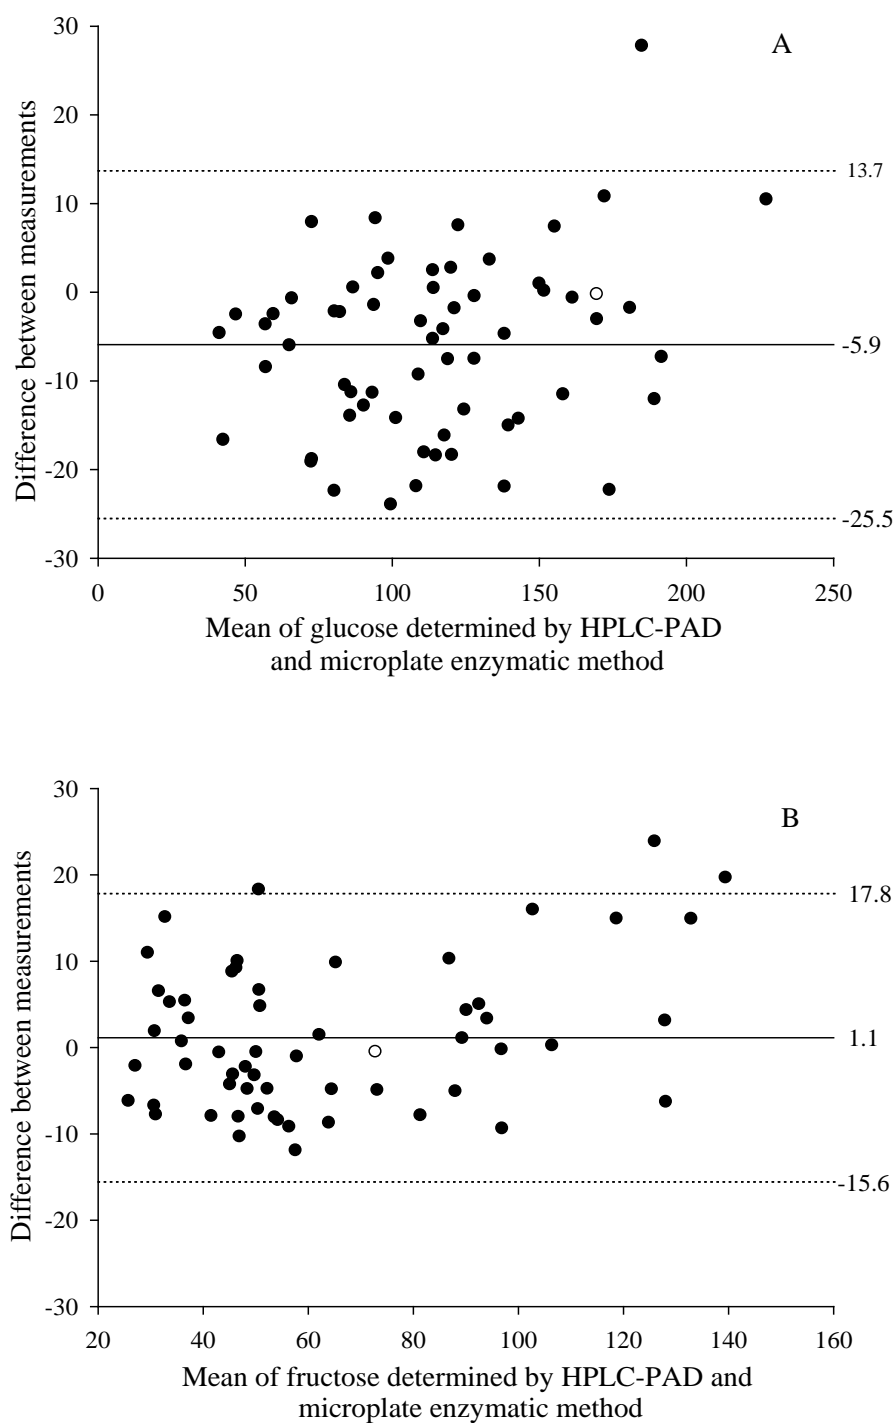 30
A
20
13.7
10
0
-5.9
-10
-20
-25.5
-30
Difference between measurements
0 50 100 150 200 250
Mean of glucose determined by HPLC-PAD
and microplate enzymatic method
30
B
20
17.8
10
0
1.1
-10
-15.6
-20
-30
Difference between measurements
20 40 60 80 100 120 140 160
Mean of fructose determined by HPLC-PAD and
microplate enzymatic method